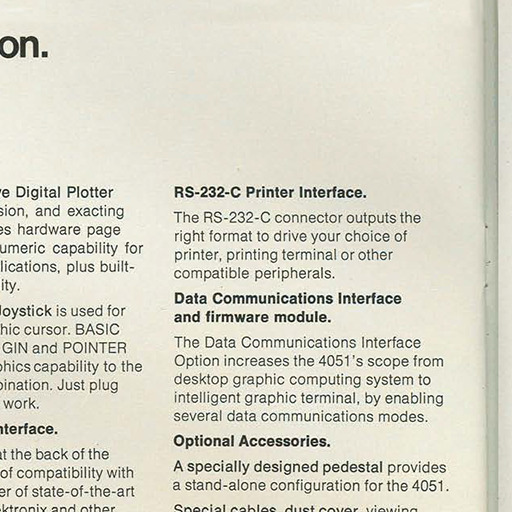 on.
Digital Plotter
sion, and exacting
es hardware page
umeric capability for
lications, plus built-
ity.
Joystick is used for
hic cursor. BASIC
GIN and POINTER
phics capability to the
bination. Just plug
work.
nterface.
at the back of the
of compatibility with
er of state-of-the-art
ktronix and other
RS-232-C Printer Interface.
The RS-232-C connector outputs the
right format to drive your choice of
printer, printing terminal or other
compatible peripherals.
Data Communications Interface
and firmware module.
The Data Communications Interface
Option increases the 4051's scope from
desktop graphic computing system to
intelligent graphic terminal, by enabling
several data communications modes.
Optional Accessories.
A specially designed pedestal provides
a stand-alone configuration for the 4051.
Special cables, dust cover, viewing